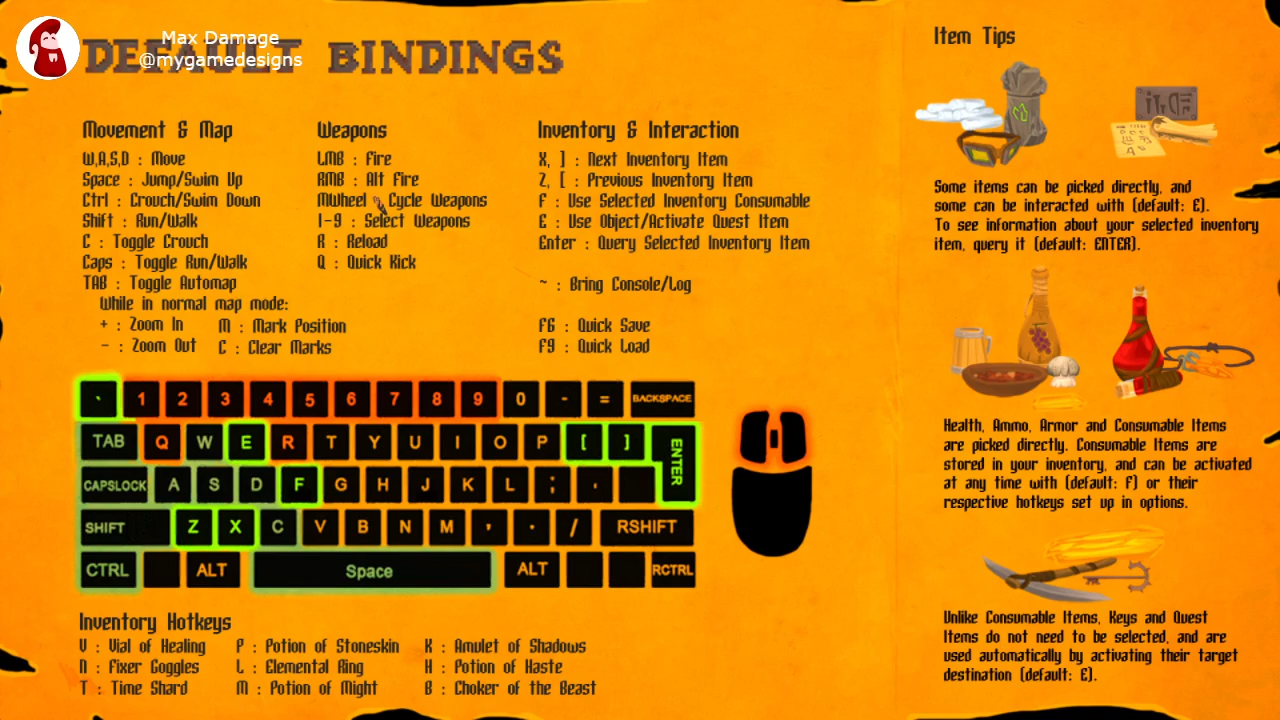 Max Damage
@mygamedesigns
DEFAULT BINDINGS
Movement & Map
W,A,S,D : Move
Space : Jump/Swim Up
Ctrl : Crouch/Swim Down
Shift : Run/Walk
C : Toggle Crouch
Caps : Toggle Run/Walk
TAB : Toggle Automap
While in normal map mode:
+ : Zoom In M : Mark Position
- : Zoom Out C : Clear Marks
Weapons
LMB : Fire
RMB : Alt Fire
MWheel : Cycle Weapons
1-9 : Select Weapons
R : Reload
Q : Quick Kick
Inventory & Interaction
X, ] : Next Inventory Item
Z, [ : Previous Inventory Item
F : Use Selected Inventory Consumable
E : Use Object/Activate Quest Item
Enter : Query Selected Inventory Item
~ : Bring Console/Log
F6 : Quick Save
F9 : Quick Load
` 1 2 3 4 5 6 7 8 9 0 - = BACKSPACE
TAB Q W E R T Y U I O P [ ] ENTER
CAPSLOCK A S D F G H J K L ; '
SHIFT Z X C V B N M , . / RSHIFT
CTRL ALT Space ALT RCTRL
Inventory Hotkeys
V : Vial of Healing P : Potion of Stoneskin K : Amulet of Shadows
N : Fixer Goggles L : Elemental Ring H : Potion of Haste
T : Time Shard M : Potion of Might B : Choker of the Beast
Item Tips
Some items can be picked directly, and
some can be interacted with (default: E).
To see information about your selected inventory
item, query it (default: ENTER).
Health, Ammo, Armor and Consumable Items
are picked directly. Consumable Items are
stored in your inventory, and can be activated
at any time with (default: F) or their
respective hotkeys set up in options.
Unlike Consumable Items, Keys and Quest
Items do not need to be selected, and are
used automatically by activating their target
destination (default: E).